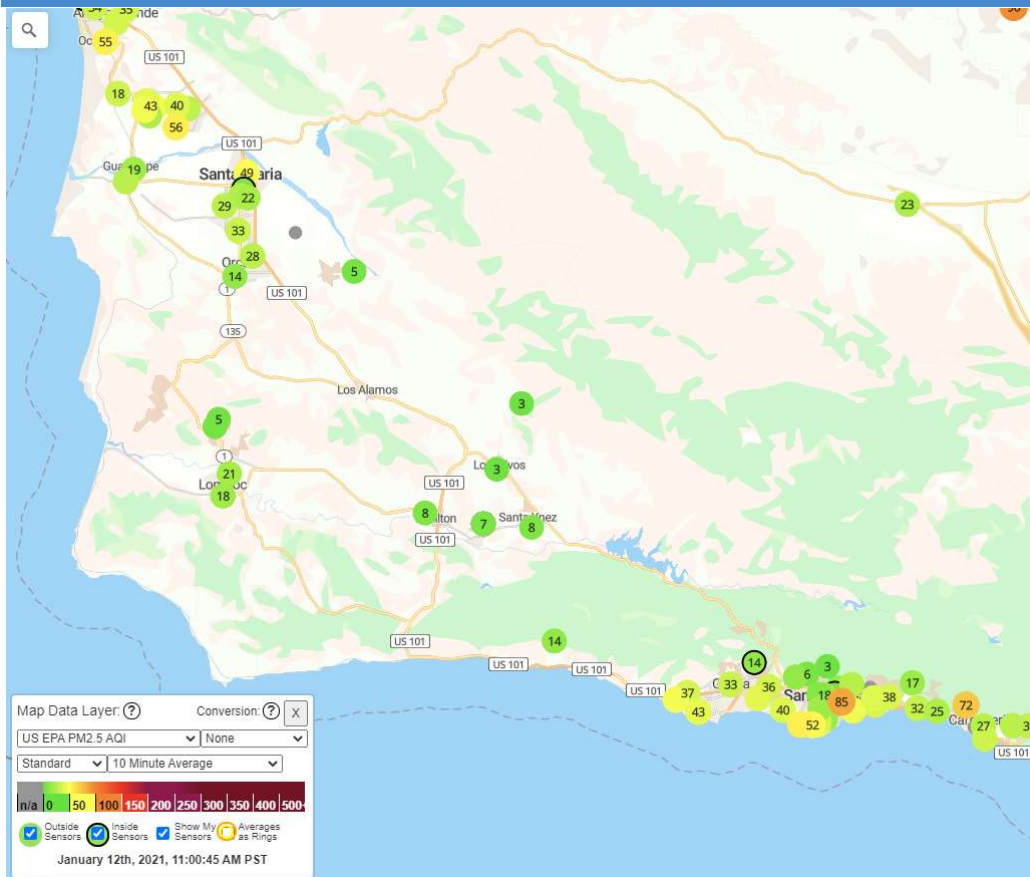 34
35
55
US 101
18
43
40
56
US 101
19
49
22
29
33
28
14
5
1
US 101
23
135
Los Alamos
3
5
1
21
18
3
US 101
8
7
8
US 101
14
US 101
US 101
US 101
US 101
14
3
6
33
36
37
43
40
18
85
52
38
17
32
25
72
27
US 101
Map Data Layer: ?
Conversion: ?
X
US EPA PM2.5 AQI
None
Standard
10 Minute Average
n/a 0 50 100 150 200 250 300 350 400 500+
Outside Sensors
Inside Sensors
Show My Sensors
Averages as Rings
January 12th, 2021, 11:00:45 AM PST